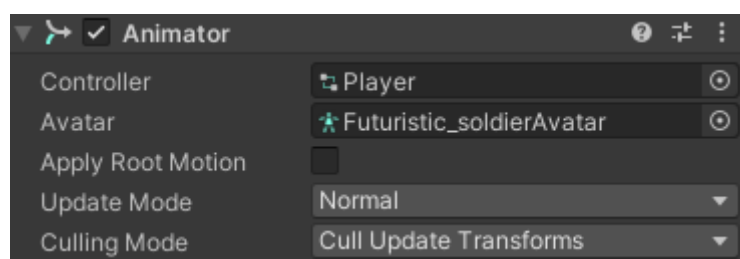 Animator
Controller Player
Avatar Futuristic_soldierAvatar
Apply Root Motion
Update Mode Normal
Culling Mode Cull Update Transforms